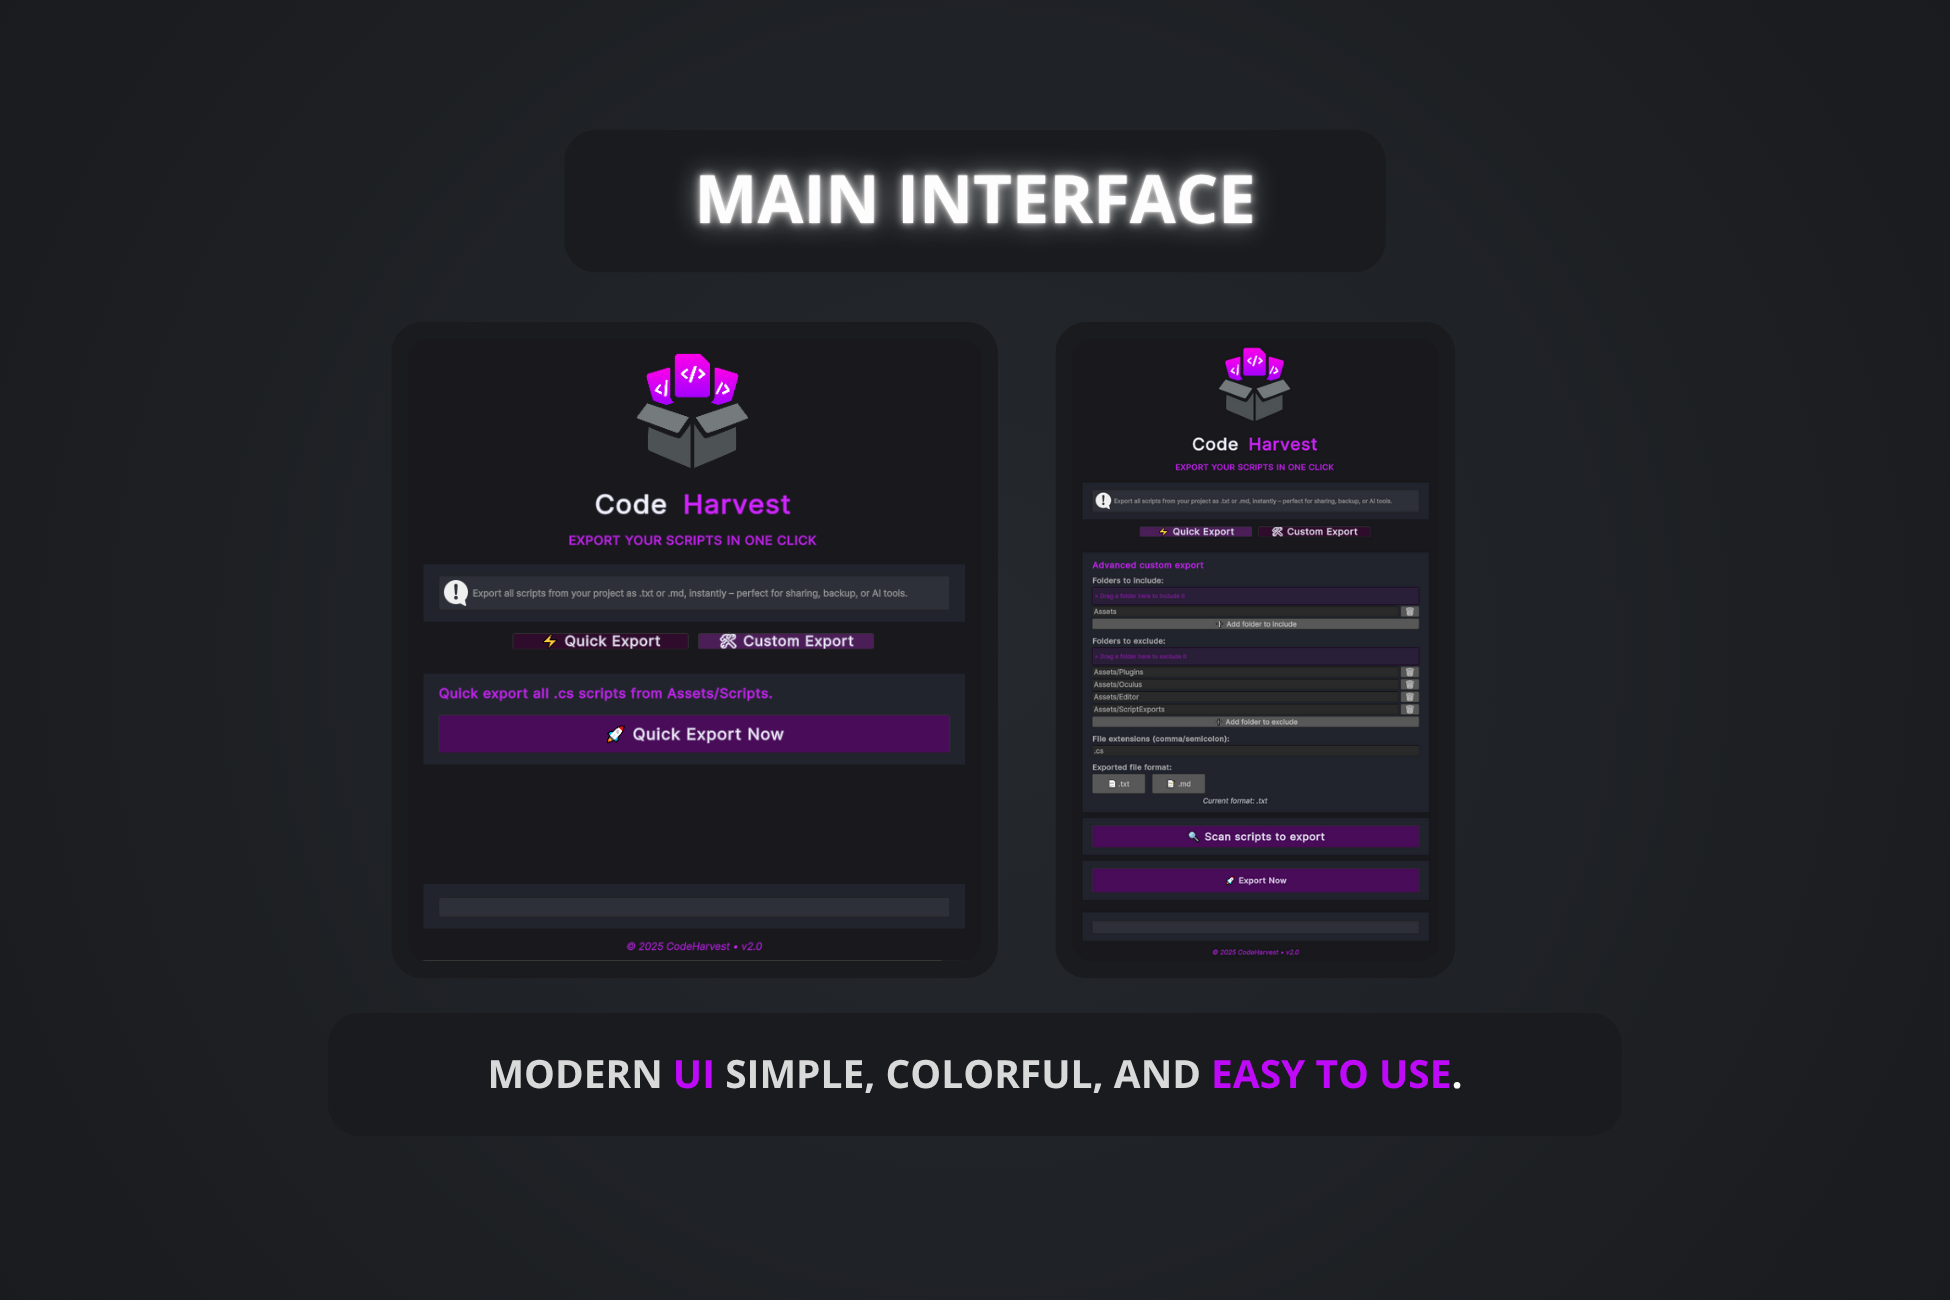 MAIN INTERFACE
</>
</>
</>
Code Harvest
EXPORT YOUR SCRIPTS IN ONE CLICK
Export all scripts from your project as .txt or .md, instantly – perfect for sharing, backup, or AI tools.
Quick Export
Custom Export
Quick export all .cs scripts from Assets/Scripts.
Quick Export Now
© 2025 CodeHarvest • v2.0
</>
</>
</>
Code Harvest
EXPORT YOUR SCRIPTS IN ONE CLICK
Export all scripts from your project as .txt or .md, instantly – perfect for sharing, backup, or AI tools.
Quick Export
Custom Export
Advanced custom export
Folders to include:
+ Drag a folder here to include it
Assets
Add folder to include
Folders to exclude:
+ Drag a folder here to exclude it
Assets/Plugins
Assets/Oculus
Assets/Editor
Assets/ScriptExports
Add folder to exclude
File extensions (comma/semicolon):
.cs
Exported file format:
.txt
.md
Current format: .txt
Scan scripts to export
Export Now
© 2025 CodeHarvest • v2.0
MODERN UI SIMPLE, COLORFUL, AND EASY TO USE.